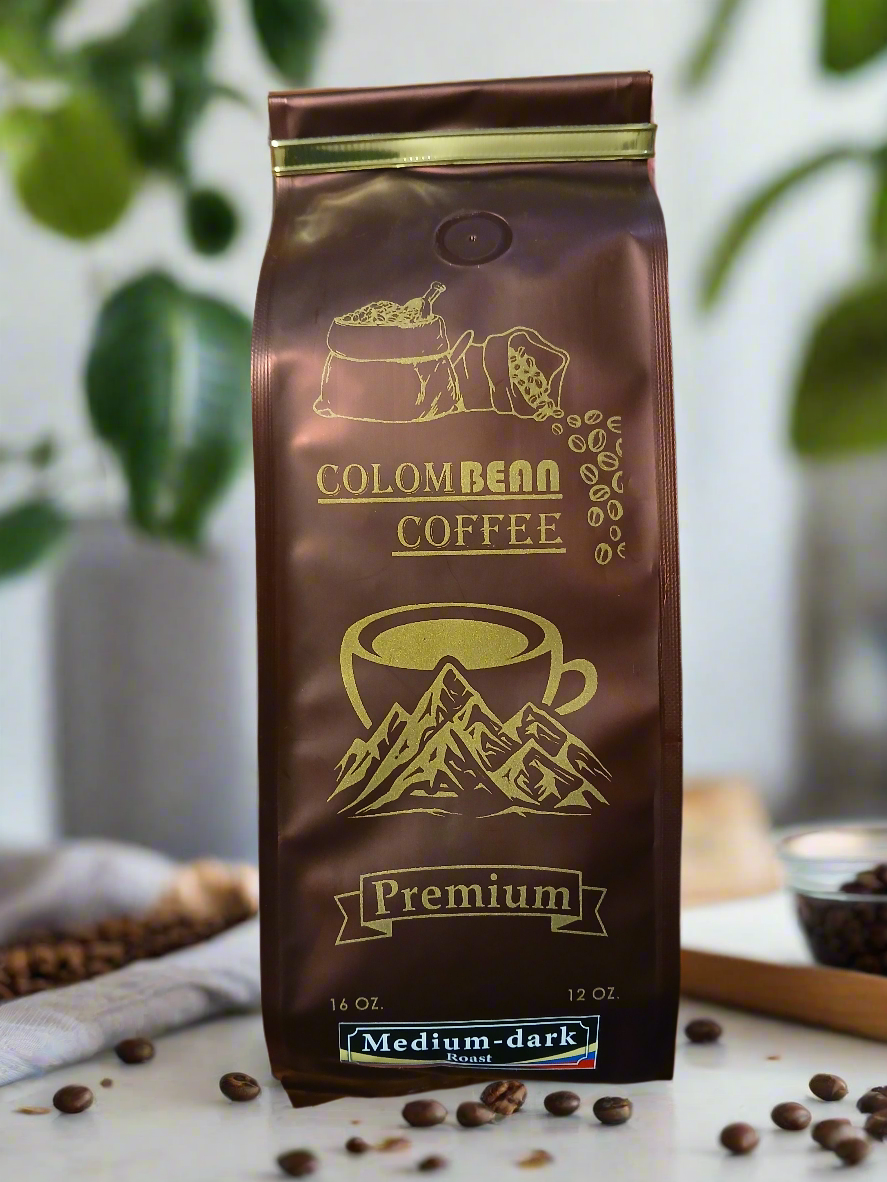 COLOMBEAN
COFFEE
Premium
16 OZ. 12 OZ.
Medium-dark
Roast